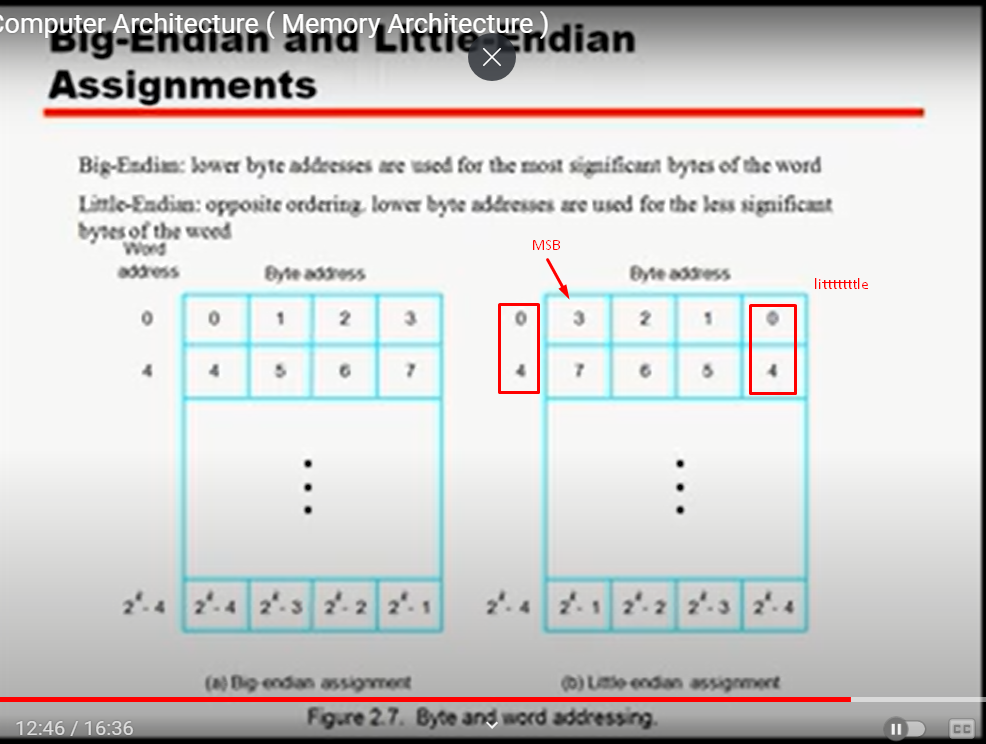 Computer Architecture ( Memory Architecture )
Big-Endian and Little-Endian
Assignments
Big-Endian: lower byte addresses are used for the most significant bytes of the word
Little-Endian: opposite ordering. lower byte addresses are used for the less significant
bytes of the word
Word
address
Byte address
0 0 1 2 3
4 4 5 6 7
2^k - 4 2^k - 4 2^k - 3 2^k - 2 2^k - 1
(a) Big-endian assignment
MSB
Byte address
littttttttle
0 3 2 1 0
4 7 6 5 4
2^k - 4 2^k - 1 2^k - 2 2^k - 3 2^k - 4
(b) Little-endian assignment
Figure 2.7. Byte and word addressing.
12:46 / 16:36
CC